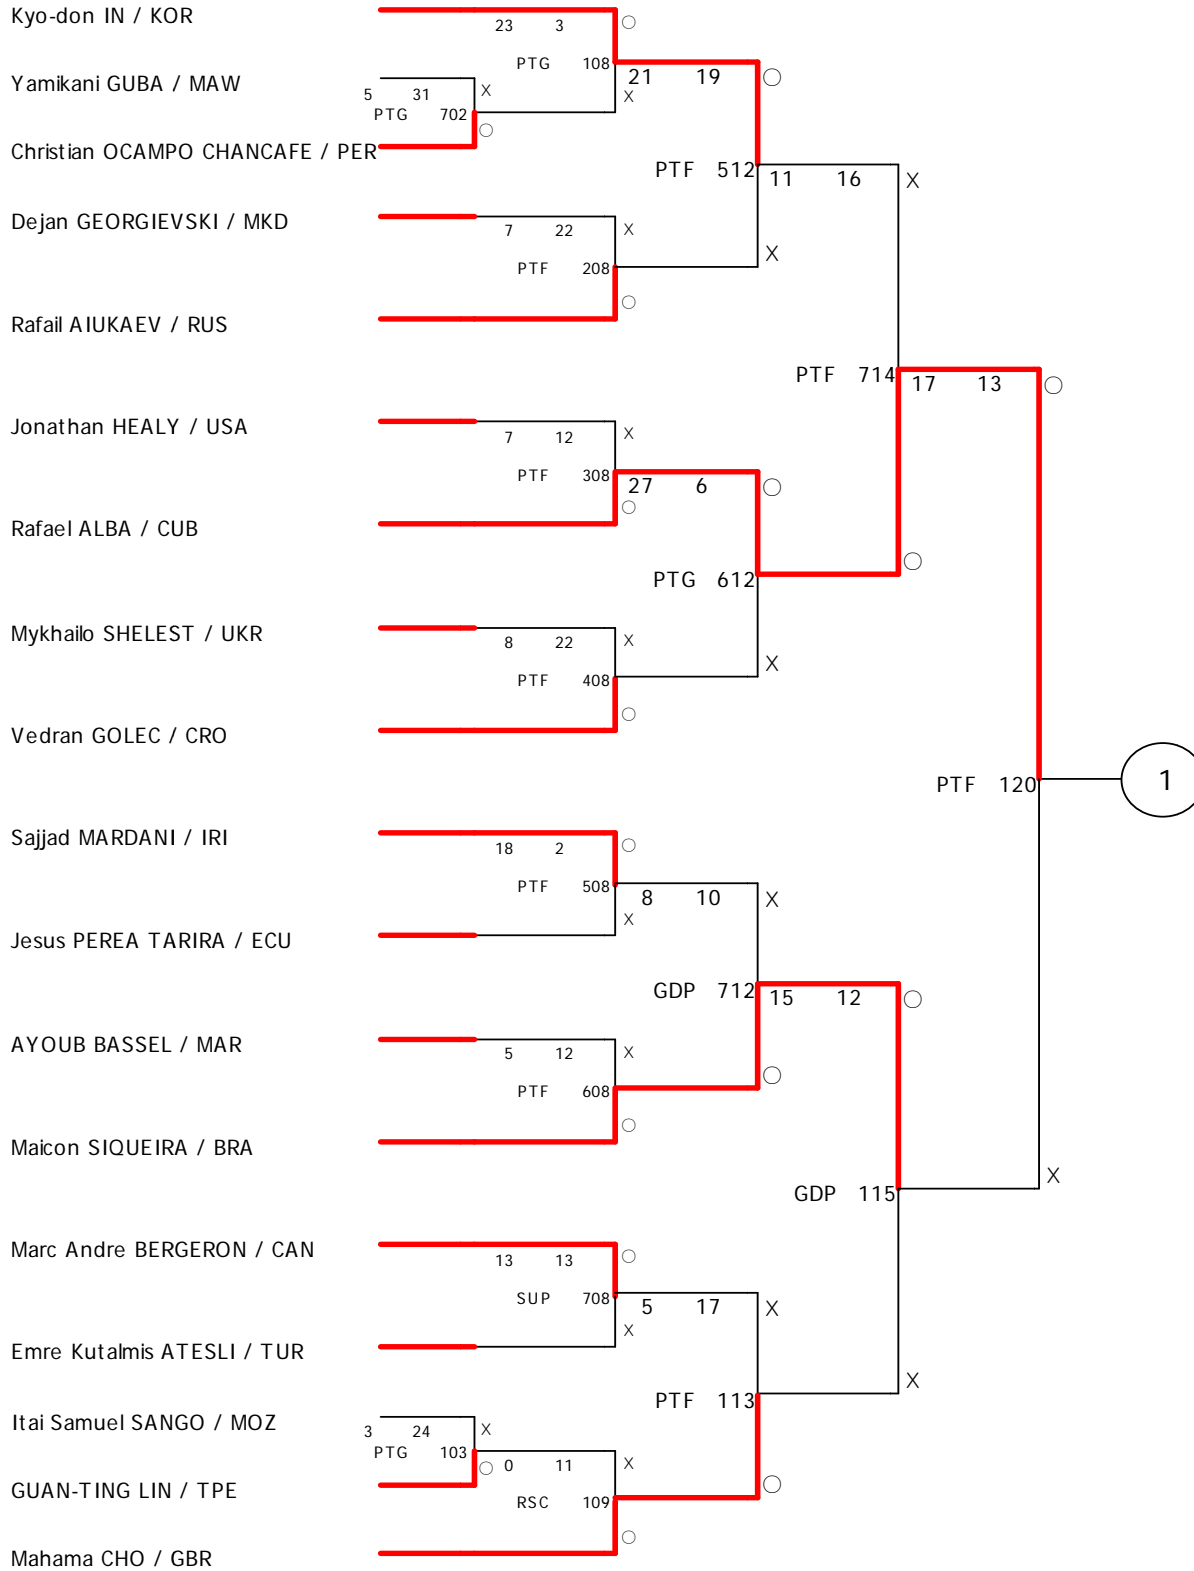 Kyo-don IN / KOR
23 3
PTG 108
21 19
Yamikani GUBA / MAW
5 31 X
PTG 702
X
Christian OCAMPO CHANCAFE / PER
PTF 512
11 16 X
Dejan GEORGIEVSKI / MKD
7 22 X
X
PTF 208
Rafail AIUKAEV / RUS
PTF 714
17 13
Jonathan HEALY / USA
7 12 X
PTF 308
27 6
Rafael ALBA / CUB
PTG 612
Mykhailo SHELEST / UKR
8 22 X
X
PTF 408
Vedran GOLEC / CRO
PTF 120
1
Sajjad MARDANI / IRI
18 2
PTF 508
8 10 X
X
Jesus PEREA TARIRA / ECU
GDP 712
15 12
AYOUB BASSEL / MAR
5 12 X
PTF 608
Maicon SIQUEIRA / BRA
X
GDP 115
Marc Andre BERGERON / CAN
13 13
SUP 708
5 17 X
X
Emre Kutalmis ATESLI / TUR
X
PTF 113
Itai Samuel SANGO / MOZ
3 24 X
PTG 103
0 11 X
GUAN-TING LIN / TPE
RSC 109
Mahama CHO / GBR